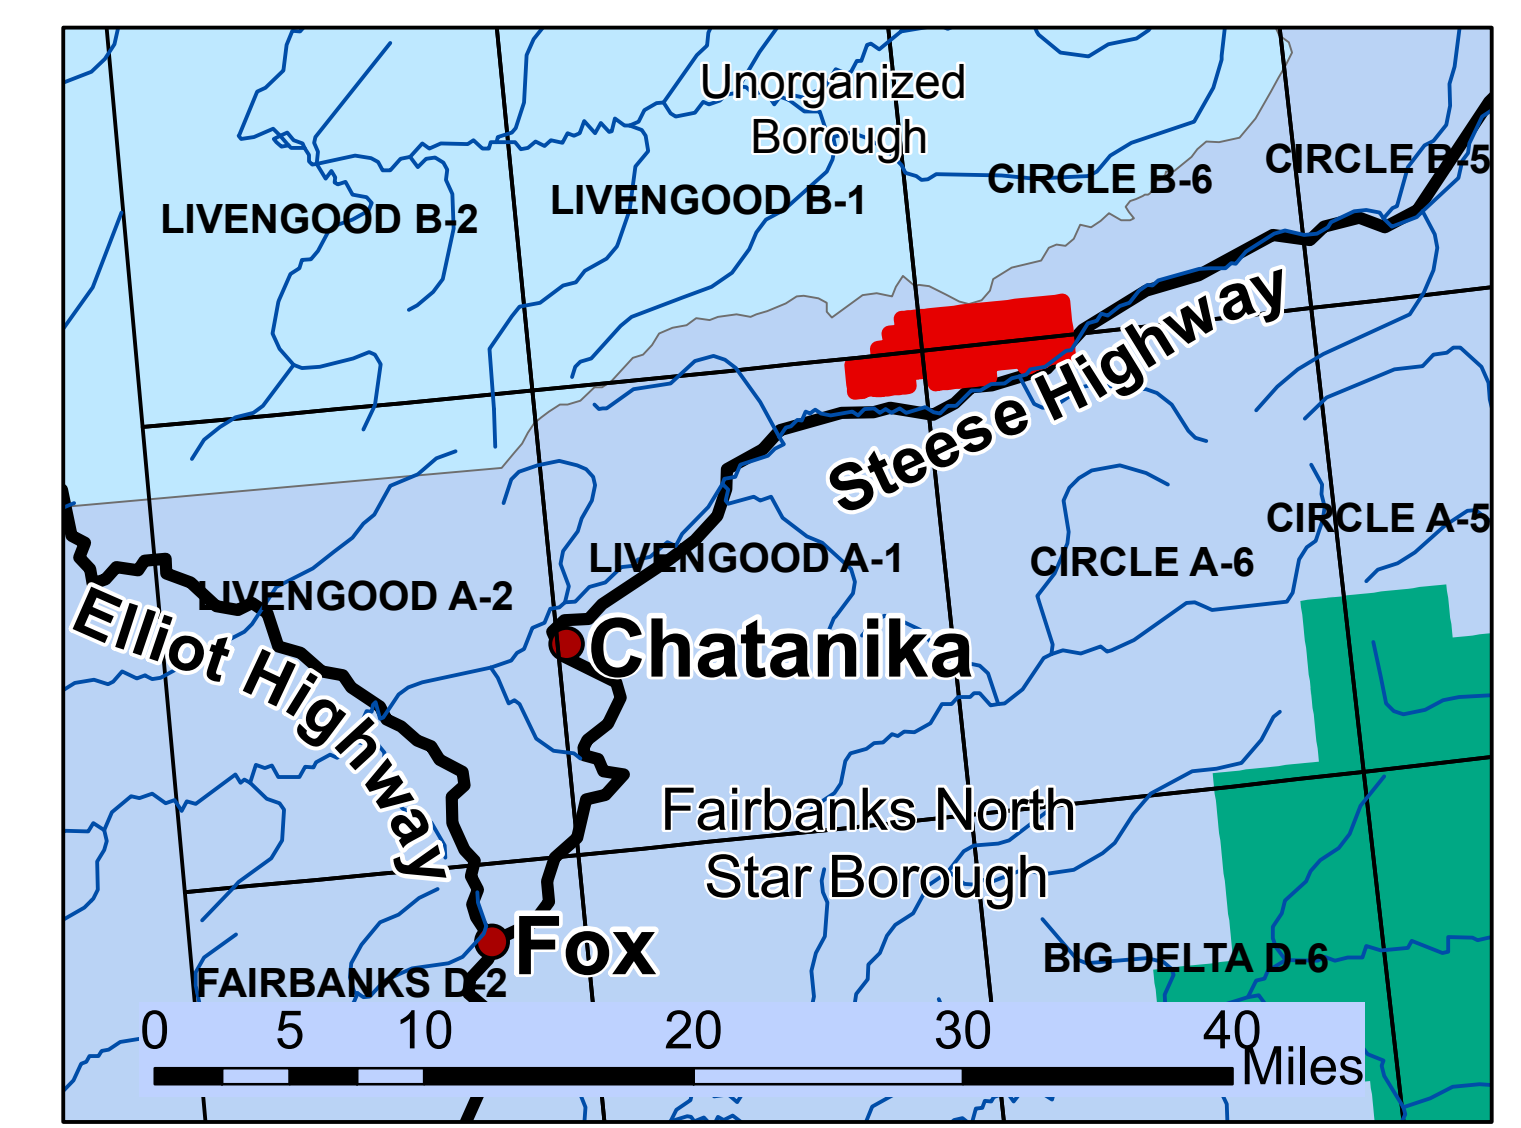 Unorganized
Borough
CIRCLE B-5
CIRCLE B-6
LIVENGOOD B-1
LIVENGOOD B-2
Steese Highway
CIRCLE A-5
LIVENGOOD A-1
CIRCLE A-6
LIVENGOOD A-2
Elliot Highway
Chatanika
Fairbanks North
Star Borough
Fox
BIG DELTA D-6
FAIRBANKS D-2
0 5 10 20 30 40
Miles